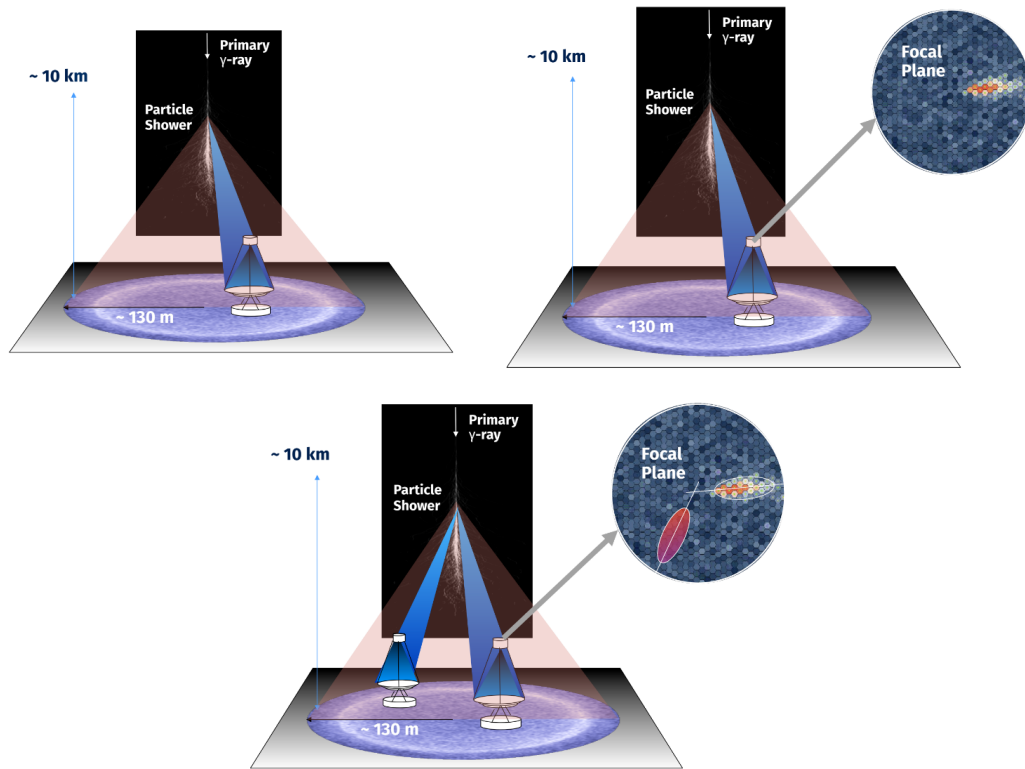 Primary
γ-ray
~ 10 km
Particle
Shower
~ 130 m
Primary
γ-ray
~ 10 km
Particle
Shower
~ 130 m
Focal
Plane
Primary
γ-ray
~ 10 km
Particle
Shower
~ 130 m
Focal
Plane